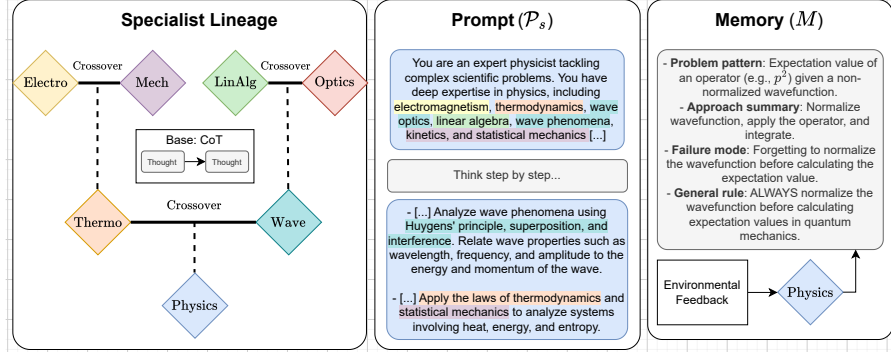 Specialist Lineage
Electro
Crossover
Mech
LinAlg
Crossover
Optics
Base: CoT
Thought
Thought
Thermo
Crossover
Wave
Physics
Prompt (𝒫ₛ)
You are an expert physicist tackling
complex scientific problems. You have
deep expertise in physics, including
electromagnetism, thermodynamics, wave
optics, linear algebra, wave phenomena,
kinetics, and statistical mechanics [...]
Think step by step...
- [...] Analyze wave phenomena using
Huygens' principle, superposition, and
interference. Relate wave properties such as
wavelength, frequency, and amplitude to the
energy and momentum of the wave.
- [...] Apply the laws of thermodynamics and
statistical mechanics to analyze systems
involving heat, energy, and entropy.
Memory (M)
- Problem pattern: Expectation value of
an operator (e.g., p²) given a non-
normalized wavefunction.
- Approach summary: Normalize
wavefunction, apply the operator, and
integrate.
- Failure mode: Forgetting to normalize
the wavefunction before calculating the
expectation value.
- General rule: ALWAYS normalize the
wavefunction before calculating
expectation values in quantum
mechanics.
Environmental
Feedback
Physics